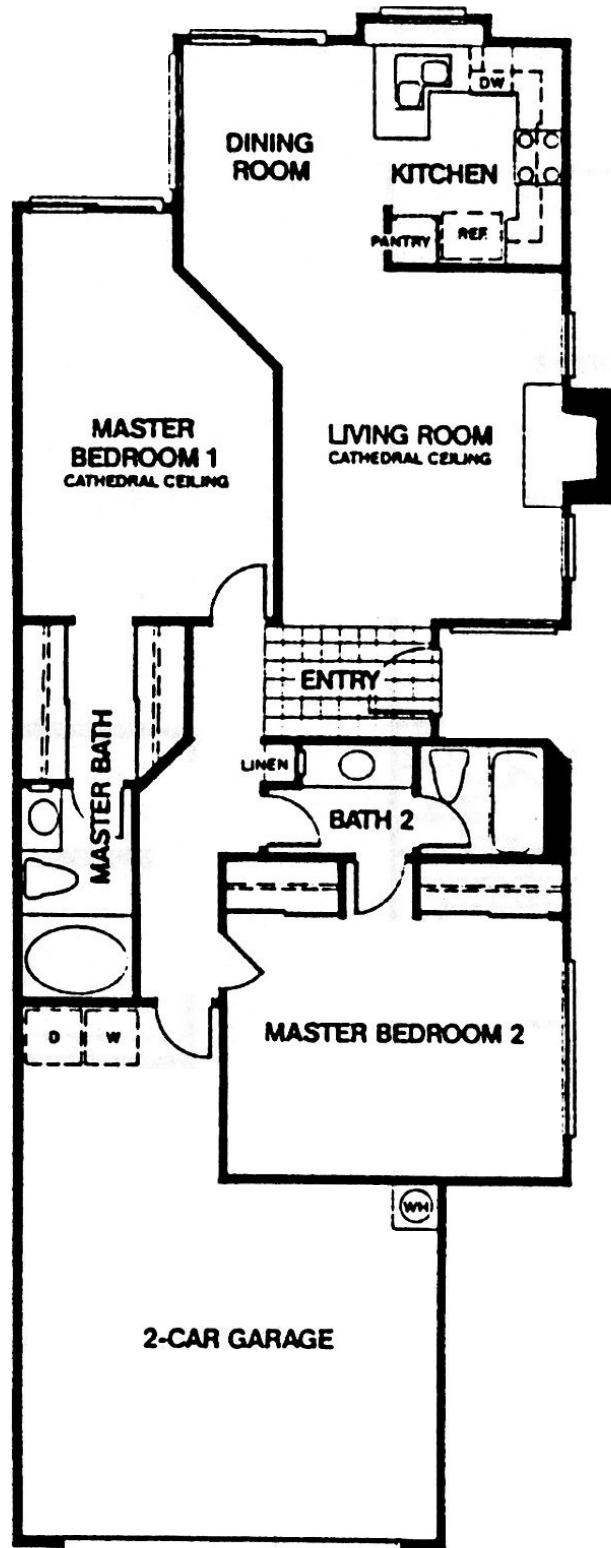 DW
DINING
ROOM
KITCHEN
PANTRY
REF.
MASTER
BEDROOM 1
CATHEDRAL CEILING
LIVING ROOM
CATHEDRAL CEILING
ENTRY
MASTER BATH
LINEN
BATH 2
D
W
MASTER BEDROOM 2
WH
2-CAR GARAGE